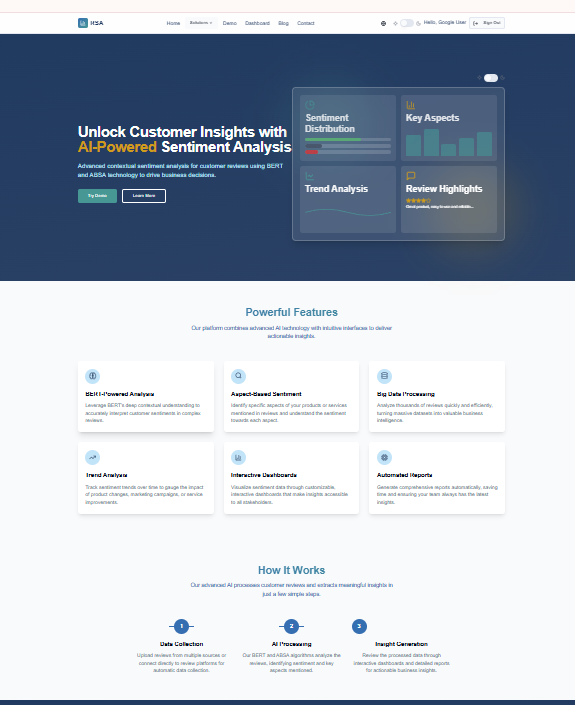 HSA
Home Solutions Demo Dashboard Blog Contact
Hello, Google User
Sign Out
Unlock Customer Insights with
AI-Powered Sentiment Analysis
Advanced contextual sentiment analysis for customer reviews using BERT
and ABSA technology to drive business decisions.
Try Demo
Learn More
Sentiment
Distribution
Key Aspects
Trend Analysis
Review Highlights
Powerful Features
Our platform combines advanced AI technology with intuitive interfaces to deliver
actionable insights.
BERT-Powered Analysis
Leverage BERT's deep contextual understanding to
accurately interpret customer sentiments in complex
reviews.
Aspect-Based Sentiment
Identify specific aspects of your products or services
mentioned in reviews and understand the sentiment
towards each aspect.
Big Data Processing
Analyze thousands of reviews quickly and efficiently,
turning massive datasets into valuable business
intelligence.
Trend Analysis
Track sentiment trends over time to gauge the impact
of product changes, marketing campaigns, or service
improvements.
Interactive Dashboards
Visualize sentiment data through customizable,
interactive dashboards that make insights accessible
to all stakeholders.
Automated Reports
Generate comprehensive reports automatically, saving
time and ensuring your team always has the latest
insights.
How It Works
Our advanced AI processes customer reviews and extracts meaningful insights in
just a few simple steps.
1
Data Collection
Upload reviews from multiple sources or
connect directly to review platforms for
automatic data collection.
2
AI Processing
Our BERT and ABSA algorithms analyze the
reviews, identifying sentiment and key
aspects mentioned.
3
Insight Generation
Review the processed data through
interactive dashboards and detailed reports
for actionable business insights.